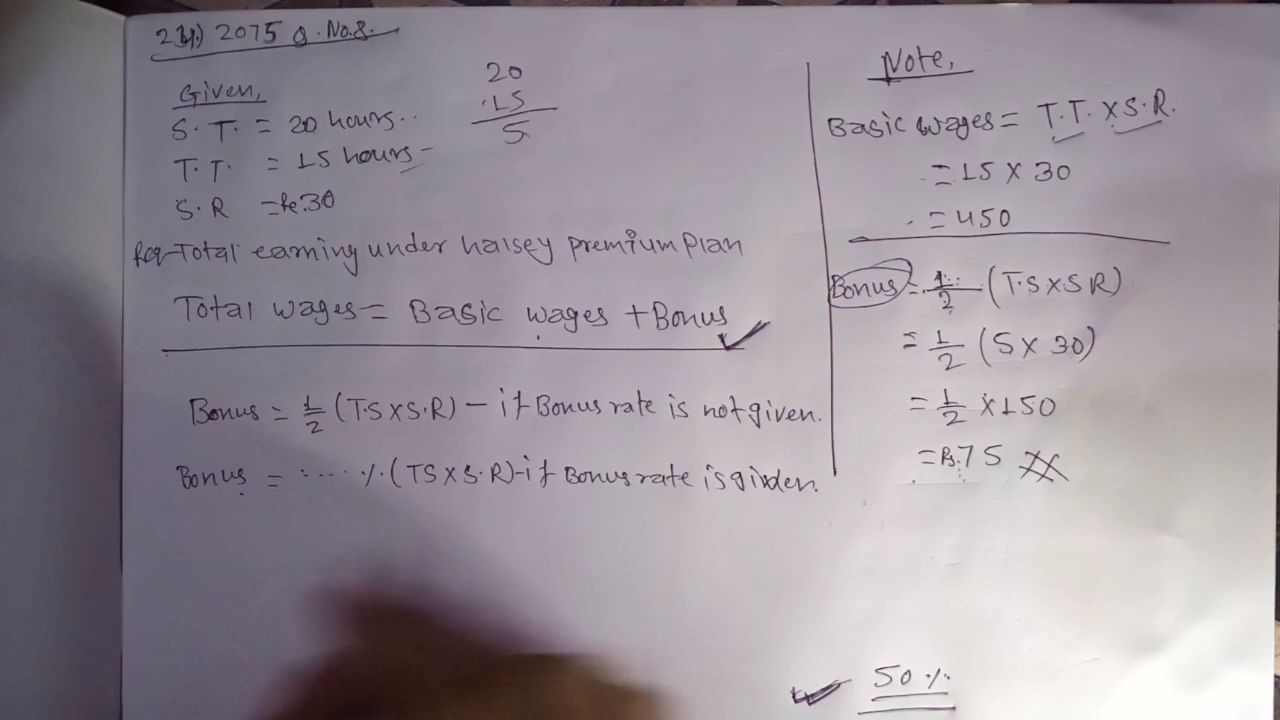 231) 2075 Q. No.8.
Given,
S.T. = 20 hours..
T.T. = 15 hours-
S.R = Rs.30
20
-15
5
Req-Total earning under halsey premium Plan
Total wages = Basic wages + Bonus
Bonus = 1/2 (T.S X S.R) - if Bonus rate is not given.
Bonus = ...... %. (TS X S.R)-if Bonus rate is given.
Note,
Basic wages = T.T. X S.R.
= 15 X 30
= 450
Bonus = 1/2 (T.S X S R)
= 1/2 (5 X 30)
= 1/2 X 150
= Rs.75
50 %